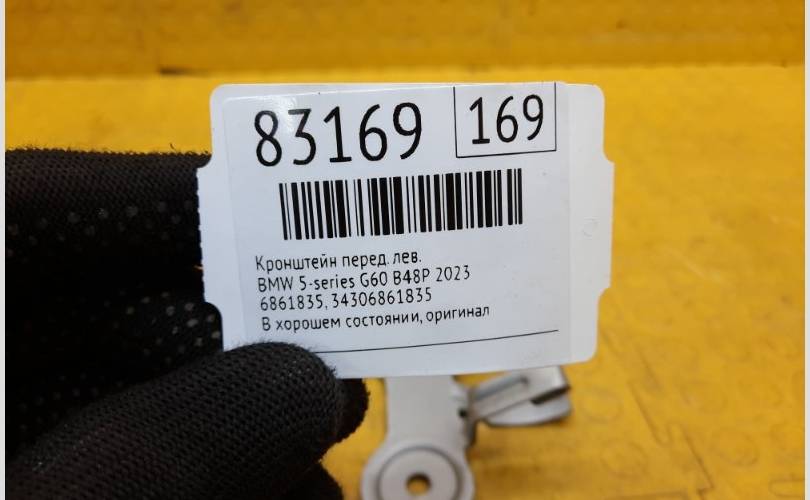 83169
169
Кронштейн перед. лев.
BMW 5-series G60 B48P 2023
6861835, 34306861835
В хорошем состоянии, оригинал